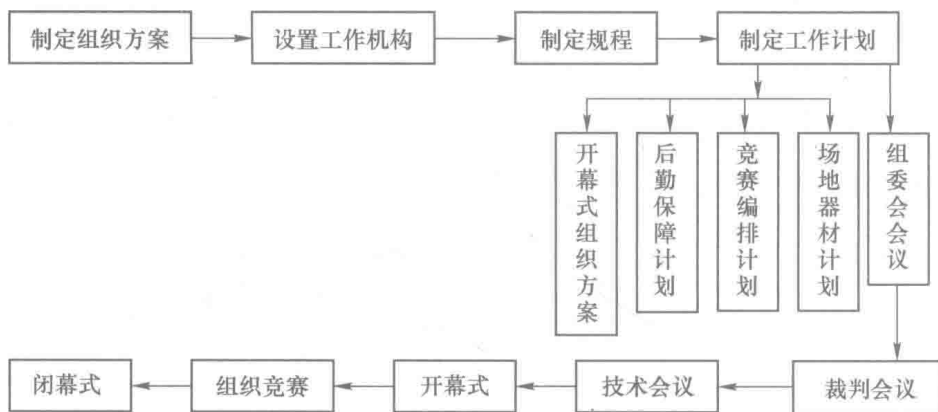 制定组织方案
设置工作机构
制定规程
制定工作计划
开幕式组织方案
后勤保障计划
竞赛编排计划
场地器材计划
组委会会议
闭幕式
组织竞赛
开幕式
技术会议
裁判会议